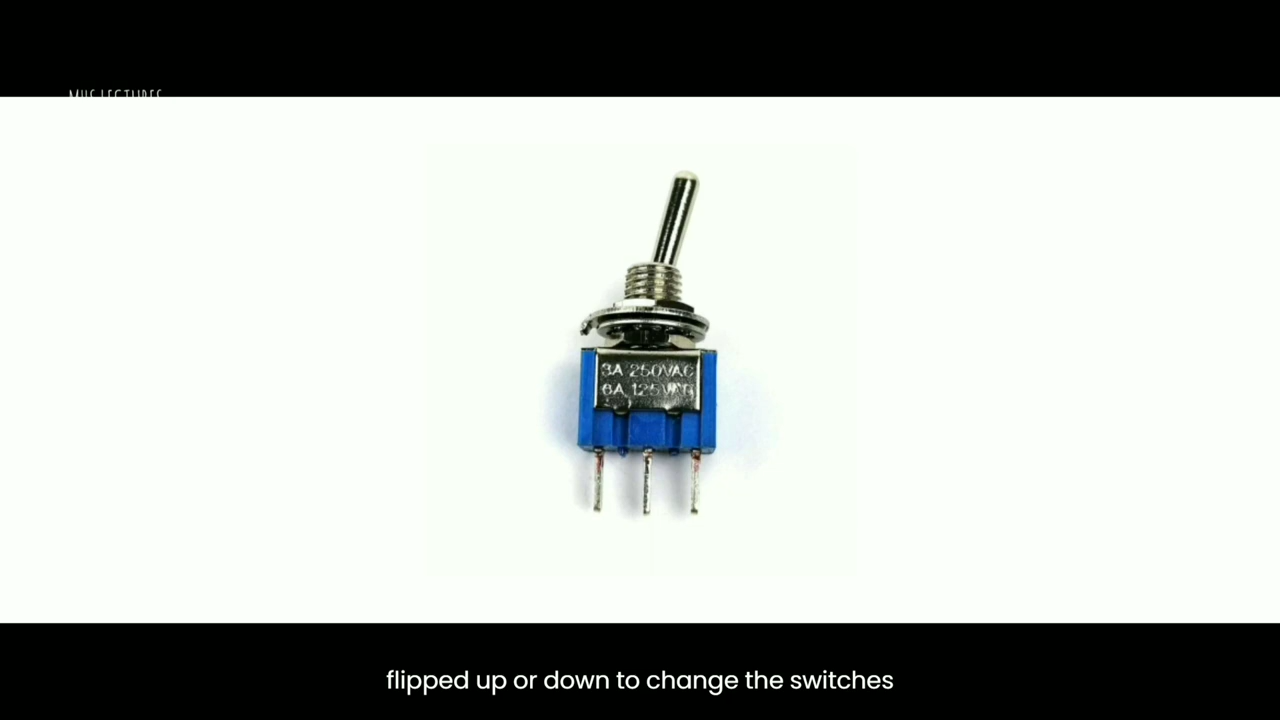 3A 250VAC
6A 125VAC
flipped up or down to change the switches